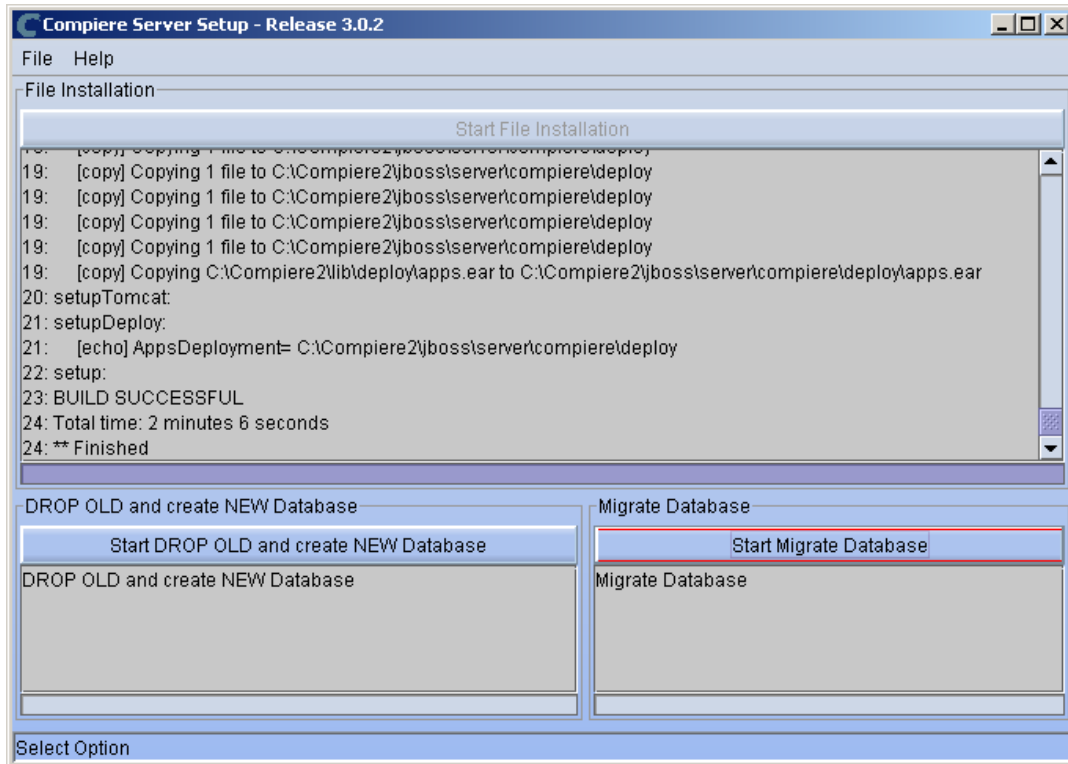 Compiere Server Setup - Release 3.0.2
File Help
File Installation
Start File Installation
19: [copy] Copying 1 file to C:\Compiere2\jboss\server\compiere\deploy
19: [copy] Copying 1 file to C:\Compiere2\jboss\server\compiere\deploy
19: [copy] Copying 1 file to C:\Compiere2\jboss\server\compiere\deploy
19: [copy] Copying 1 file to C:\Compiere2\jboss\server\compiere\deploy
19: [copy] Copying C:\Compiere2\lib\deploy\apps.ear to C:\Compiere2\jboss\server\compiere\deploy\apps.ear
20: setupTomcat:
21: setupDeploy:
21: [echo] AppsDeployment= C:\Compiere2\jboss\server\compiere\deploy
22: setup:
23: BUILD SUCCESSFUL
24: Total time: 2 minutes 6 seconds
24: ** Finished
DROP OLD and create NEW Database
Migrate Database
Start DROP OLD and create NEW Database
Start Migrate Database
DROP OLD and create NEW Database
Migrate Database
Select Option